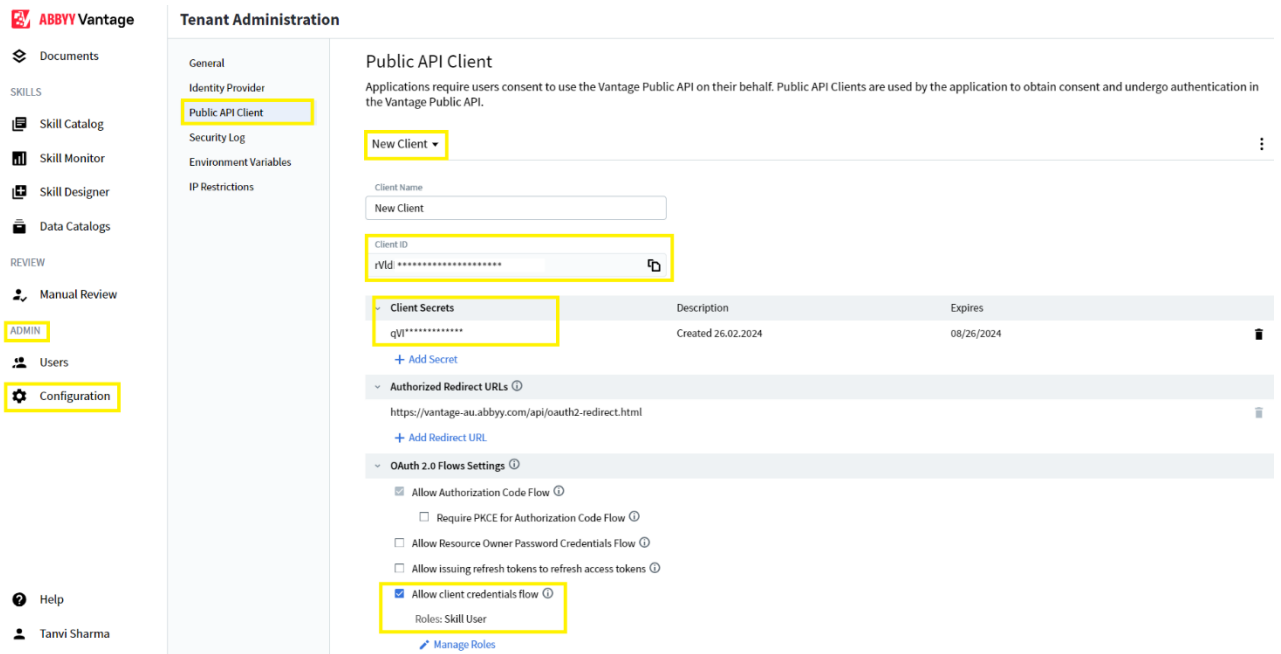 ABBYY Vantage
Documents
SKILLS
Skill Catalog
Skill Monitor
Skill Designer
Data Catalogs
REVIEW
Manual Review
ADMIN
Users
Configuration
Help
Tanvi Sharma
Tenant Administration
General
Identity Provider
Public API Client
Security Log
Environment Variables
IP Restrictions
Public API Client
Applications require users consent to use the Vantage Public API on their behalf. Public API Clients are used by the application to obtain consent and undergo authentication in
the Vantage Public API.
New Client
Client Name
New Client
Client ID
rVld *********************
Client Secrets Description Expires
qVI************* Created 26.02.2024 08/26/2024
+ Add Secret
Authorized Redirect URLs
https://vantage-au.abbyy.com/api/oauth2-redirect.html
+ Add Redirect URL
OAuth 2.0 Flows Settings
Allow Authorization Code Flow
Require PKCE for Authorization Code Flow
Allow Resource Owner Password Credentials Flow
Allow issuing refresh tokens to refresh access tokens
Allow client credentials flow
Roles: Skill User
Manage Roles